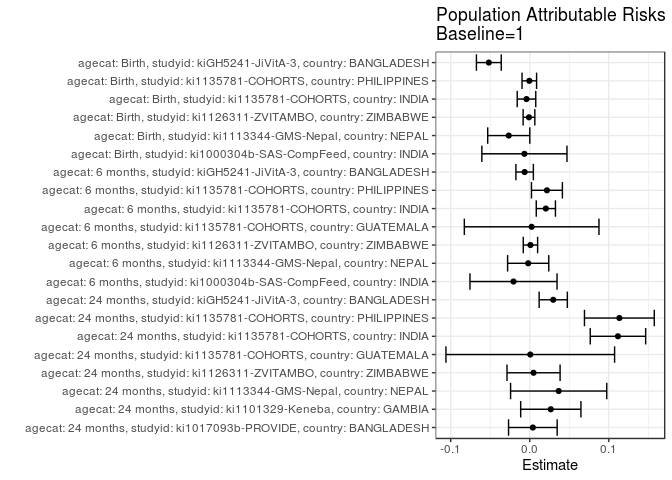 Population Attributable Risks
Baseline=1
agecat: Birth, studyid: kiGH5241-JiVitA-3, country: BANGLADESH
agecat: Birth, studyid: ki1135781-COHORTS, country: PHILIPPINES
agecat: Birth, studyid: ki1135781-COHORTS, country: INDIA
agecat: Birth, studyid: ki1126311-ZVITAMBO, country: ZIMBABWE
agecat: Birth, studyid: ki1113344-GMS-Nepal, country: NEPAL
agecat: Birth, studyid: ki1000304b-SAS-CompFeed, country: INDIA
agecat: 6 months, studyid: kiGH5241-JiVitA-3, country: BANGLADESH
agecat: 6 months, studyid: ki1135781-COHORTS, country: PHILIPPINES
agecat: 6 months, studyid: ki1135781-COHORTS, country: INDIA
agecat: 6 months, studyid: ki1135781-COHORTS, country: GUATEMALA
agecat: 6 months, studyid: ki1126311-ZVITAMBO, country: ZIMBABWE
agecat: 6 months, studyid: ki1113344-GMS-Nepal, country: NEPAL
agecat: 6 months, studyid: ki1000304b-SAS-CompFeed, country: INDIA
agecat: 24 months, studyid: kiGH5241-JiVitA-3, country: BANGLADESH
agecat: 24 months, studyid: ki1135781-COHORTS, country: PHILIPPINES
agecat: 24 months, studyid: ki1135781-COHORTS, country: INDIA
agecat: 24 months, studyid: ki1135781-COHORTS, country: GUATEMALA
agecat: 24 months, studyid: ki1126311-ZVITAMBO, country: ZIMBABWE
agecat: 24 months, studyid: ki1113344-GMS-Nepal, country: NEPAL
agecat: 24 months, studyid: ki1101329-Keneba, country: GAMBIA
agecat: 24 months, studyid: ki1017093b-PROVIDE, country: BANGLADESH
-0.1 0.0 0.1
Estimate